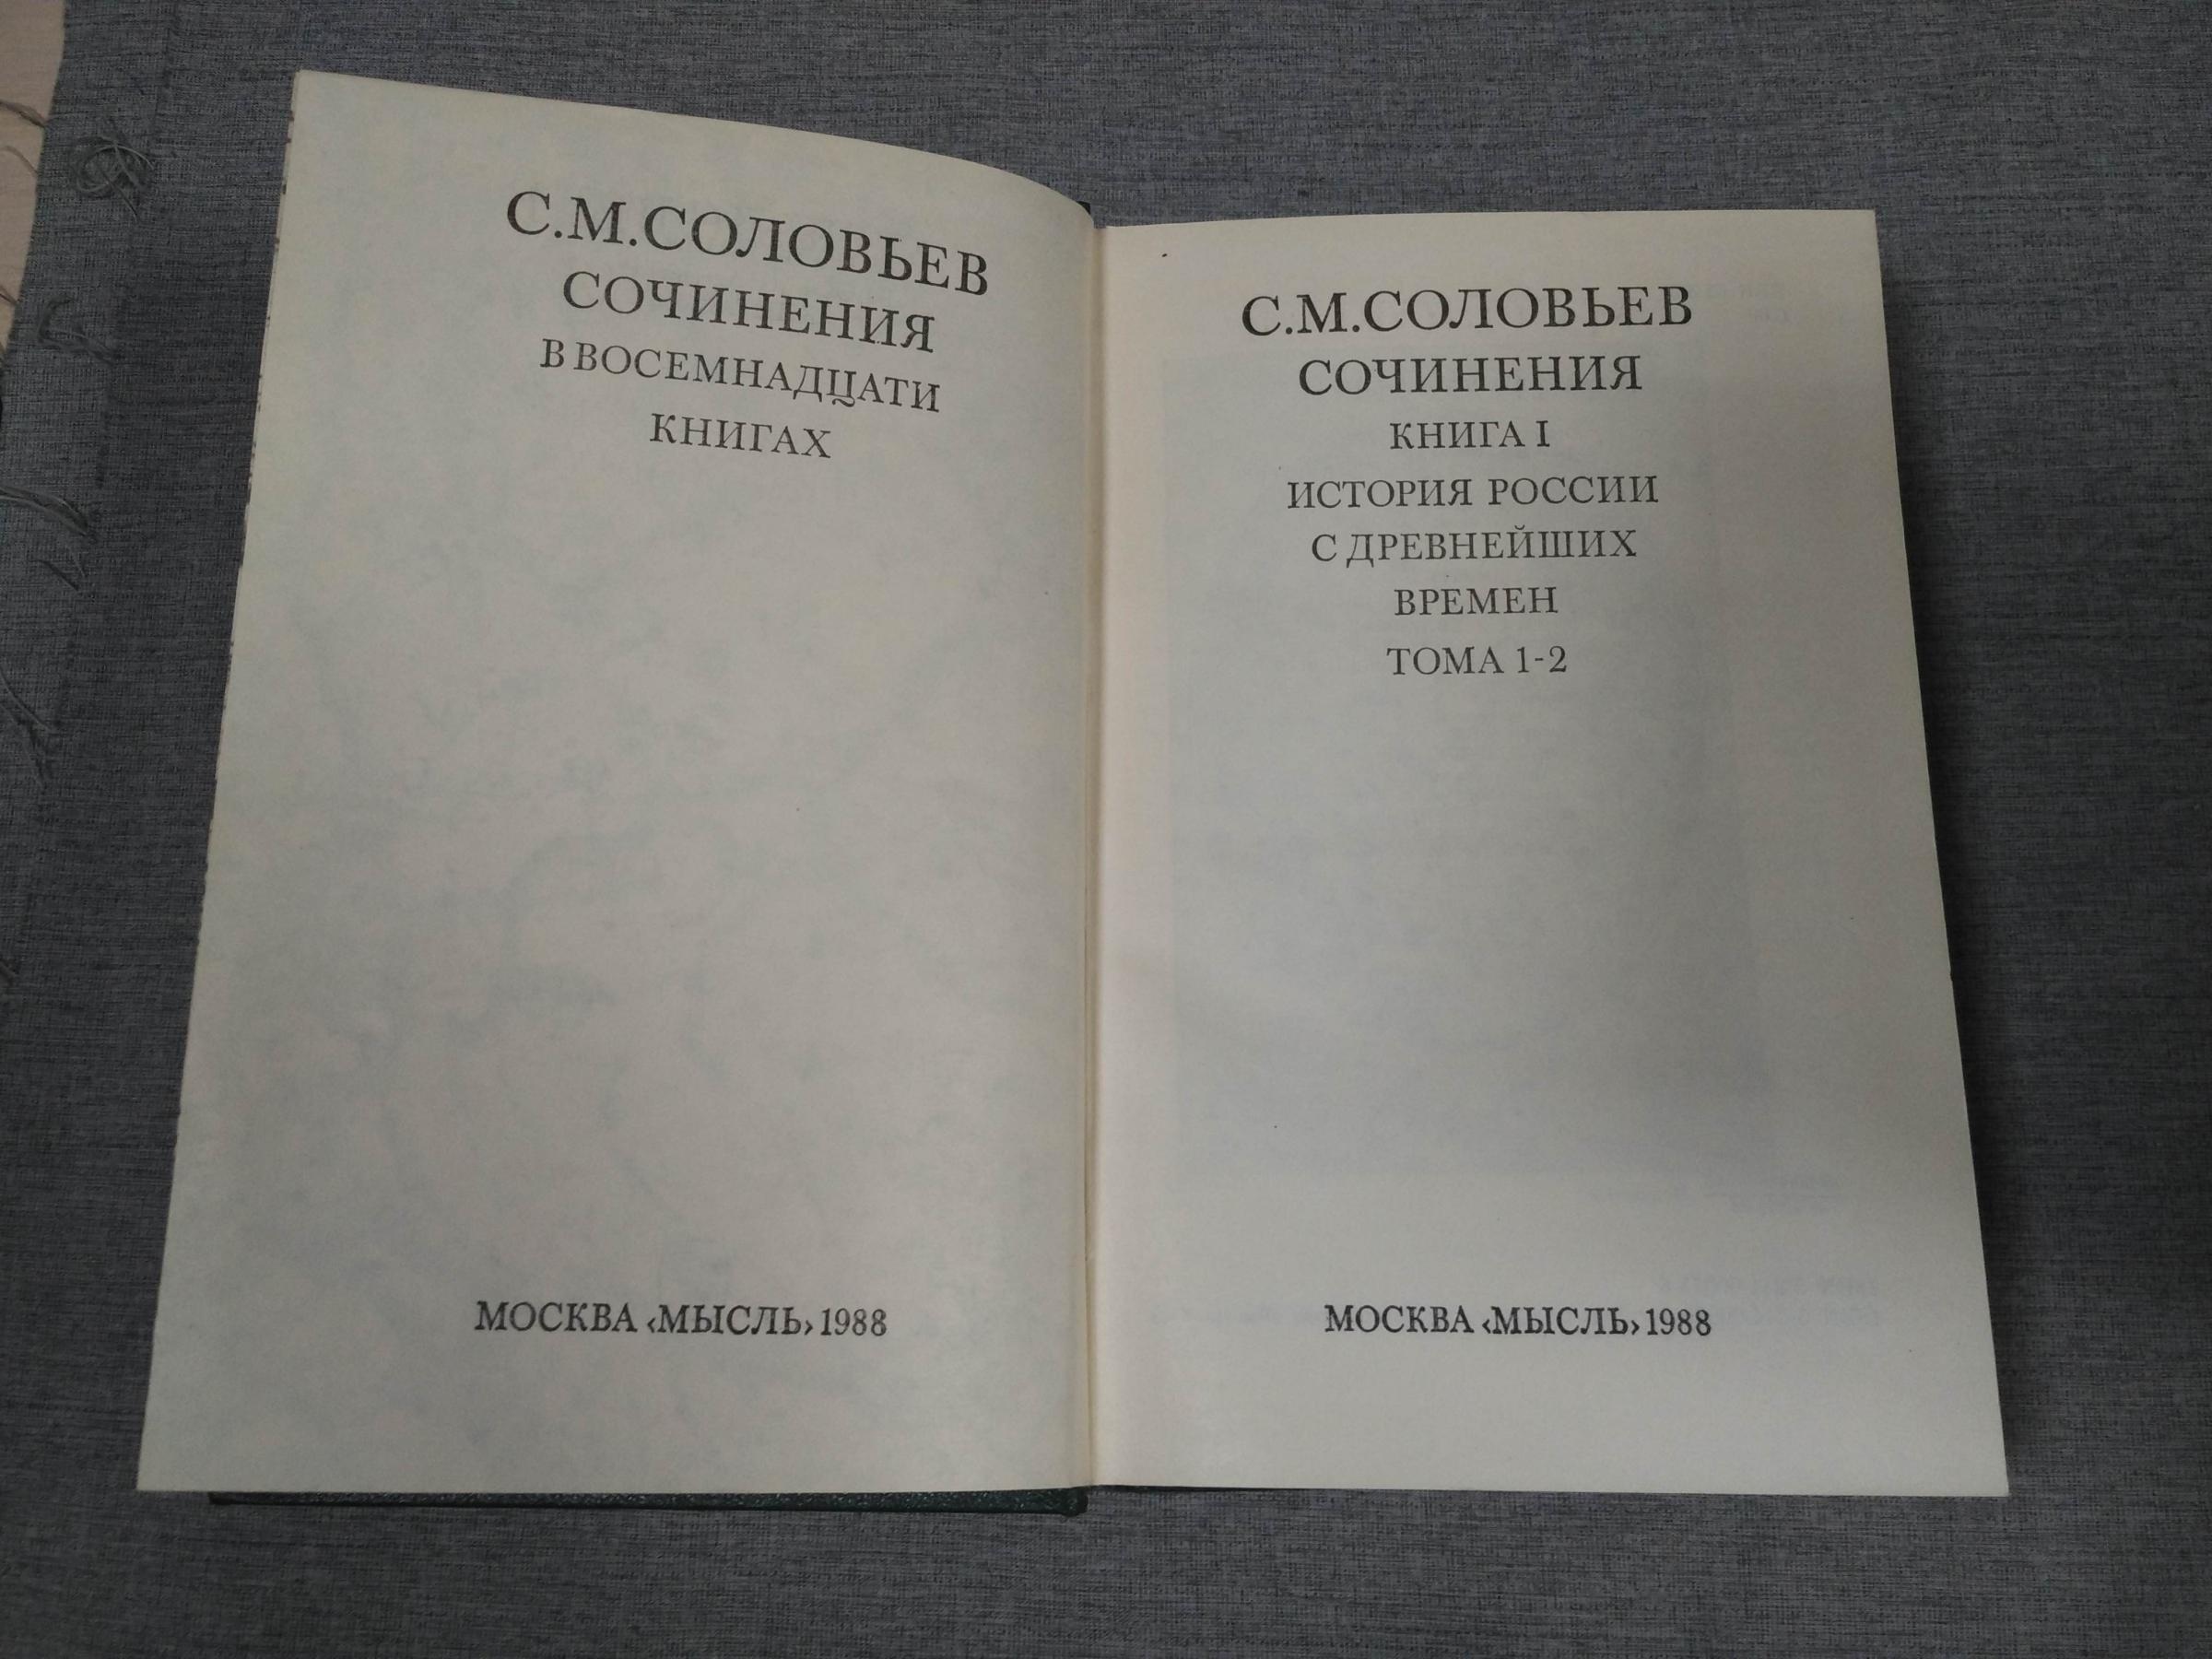 С.М.СОЛОВЬЕВ
СОЧИНЕНИЯ
В ВОСЕМНАДЦАТИ
КНИГАХ
МОСКВА ‹МЫСЛЬ› 1988
С.М.СОЛОВЬЕВ
СОЧИНЕНИЯ
КНИГА I
ИСТОРИЯ РОССИИ
С ДРЕВНЕЙШИХ
ВРЕМЕН
ТОМА 1-2
МОСКВА ‹МЫСЛЬ› 1988